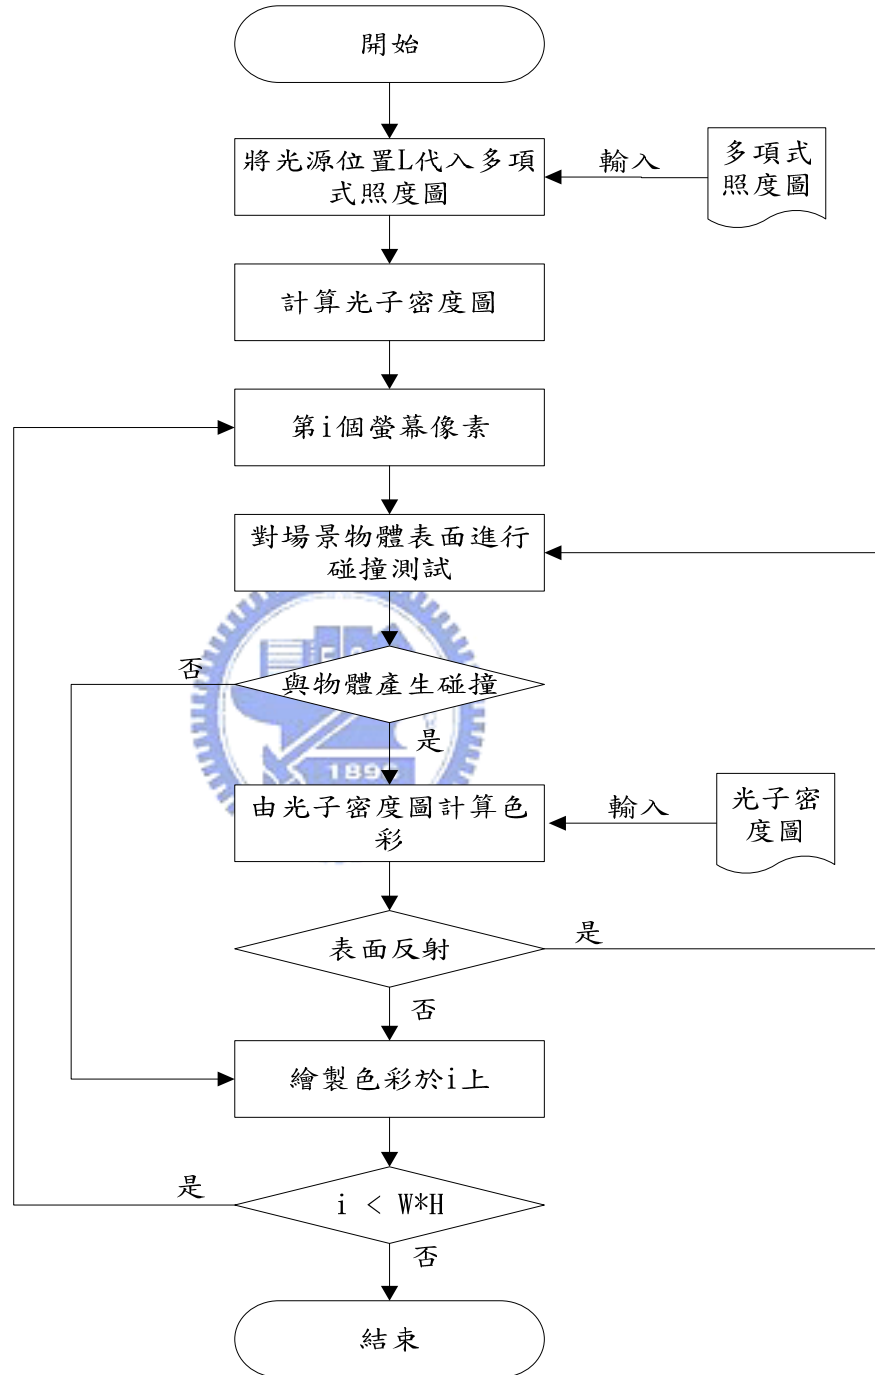 開始
將光源位置L代入多項
式照度圖
輸入
多項式
照度圖
計算光子密度圖
第i個螢幕像素
對場景物體表面進行
碰撞測試
否
與物體產生碰撞
是
1896
由光子密度圖計算色
彩
輸入
光子密
度圖
表面反射
是
否
繪製色彩於i上
是
i < W*H
否
結束